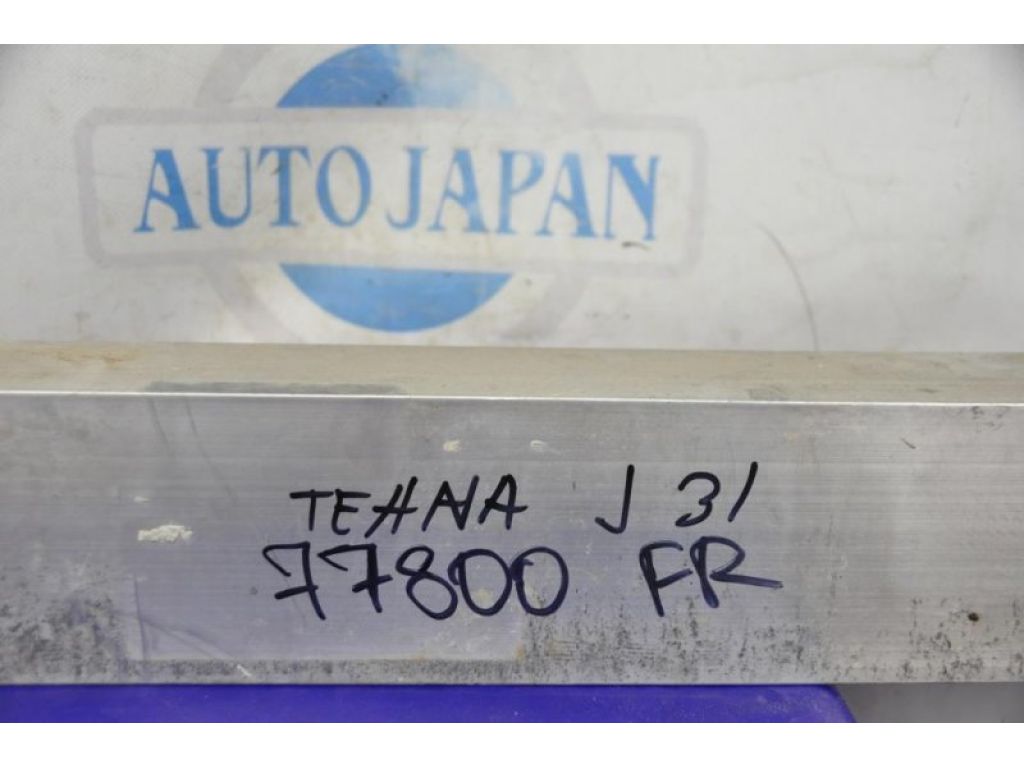 AUTO JAPAN
TEHNA J 31
77800 FR